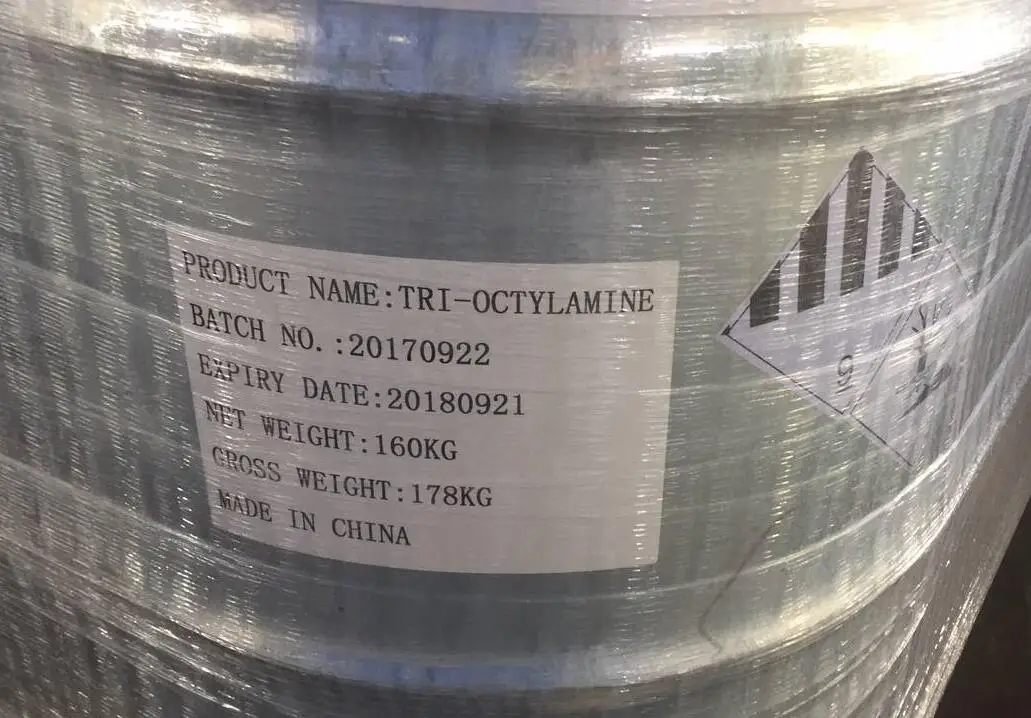 PRODUCT NAME:TRI-OCTYLAMINE
BATCH NO.:20170922
EXPIRY DATE:20180921
NET WEIGHT:160KG
GROSS WEIGHT:178KG
MADE IN CHINA
9